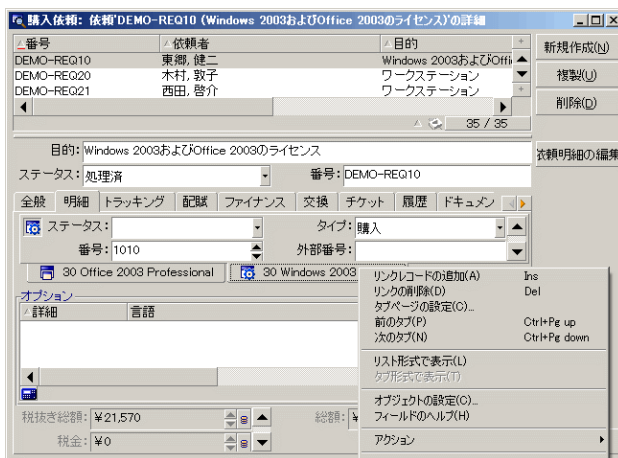 購入依頼: 依頼'DEMO-REQ10 (Windows 2003およびOffice 2003のライセンス)'の詳細
番号 依頼者 目的
DEMO-REQ10 東郷, 健二 Windows 2003およびOffi
DEMO-REQ20 木村, 敦子 ワークステーション
DEMO-REQ21 西田, 啓介 ワークステーション
35 / 35
新規作成(N)
複製(U)
削除(D)
依頼明細の編集
目的: Windows 2003およびOffice 2003のライセンス
ステータス: 処理済 番号: DEMO-REQ10
全般 明細 トラッキング 配賦 ファイナンス 交換 チケット 履歴 ドキュメン
ステータス: タイプ: 購入
番号: 1010 外部番号:
30 Office 2003 Professional 30 Windows 2003
オプション
詳細 言語
税抜き総額: ¥21,570 総額: ¥
税金: ¥0
リンクレコードの追加(A) Ins
リンクの削除(D) Del
タブページの設定(C)...
前のタブ(P) Ctrl+Pg up
次のタブ(N) Ctrl+Pg down
リスト形式で表示(L)
タブ形式で表示(T)
オブジェクトの設定(C)...
フィールドのヘルプ(H)
アクション